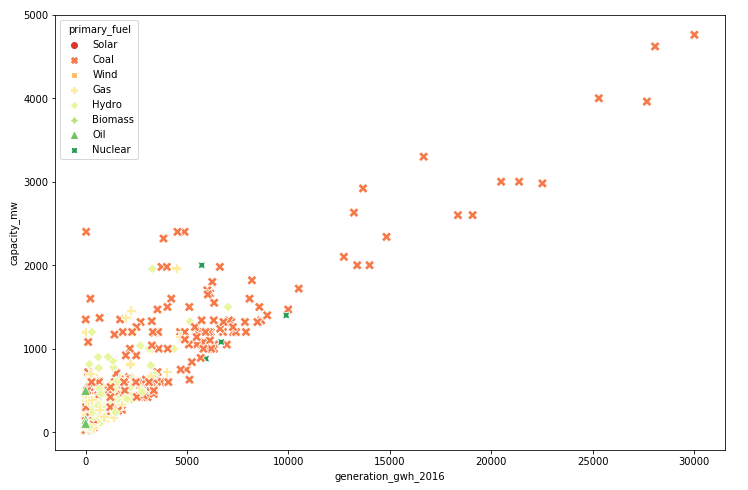 primary_fuel
Solar
Coal
Wind
Gas
Hydro
Biomass
Oil
Nuclear
5000
4000
3000
2000
1000
0
capacity_mw
0
5000
10000
15000
20000
25000
30000
generation_gwh_2016